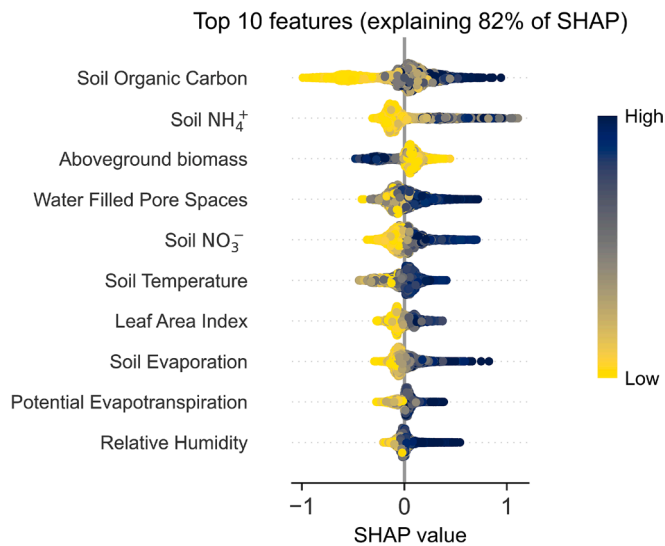 Top 10 features (explaining 82% of SHAP)
Soil Organic Carbon
Soil NH₄⁺
Aboveground biomass
Water Filled Pore Spaces
Soil NO₃⁻
Soil Temperature
Leaf Area Index
Soil Evaporation
Potential Evapotranspiration
Relative Humidity
High
Low
−1 0 1
SHAP value